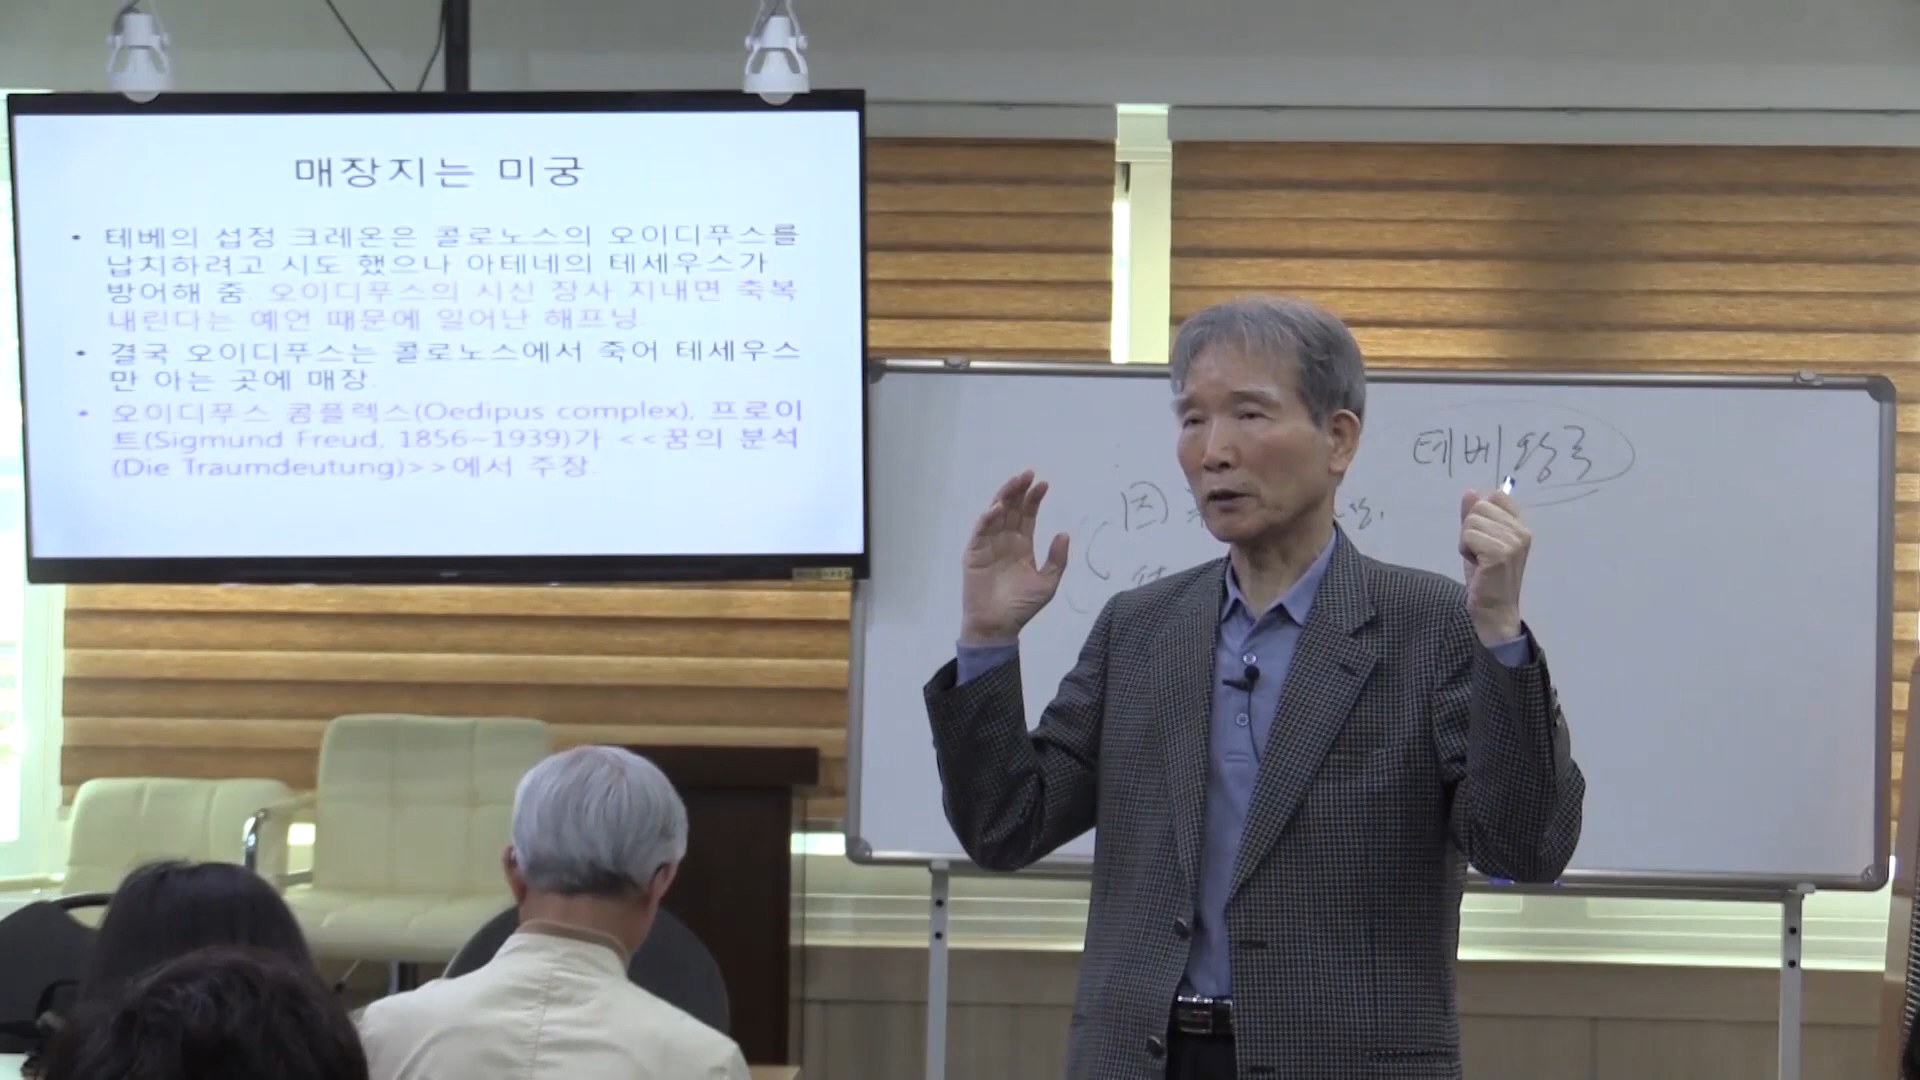 매장지는 미궁
• 테베의 섭정 크레온은 콜로노스의 오이디푸스를
납치하려고 시도 했으나 아테네의 테세우스가
방어해 줌. 오이디푸스의 시신 장사 지내면 축복
내린다는 예언 때문에 일어난 해프닝.
• 결국 오이디푸스는 콜로노스에서 죽어 테세우스
만 아는 곳에 매장.
• 오이디푸스 콤플렉스(Oedipus complex), 프로이
트(Sigmund Freud, 1856~1939)가 <<꿈의 분석
(Die Traumdeutung)>>에서 주장.
테베왕국
因